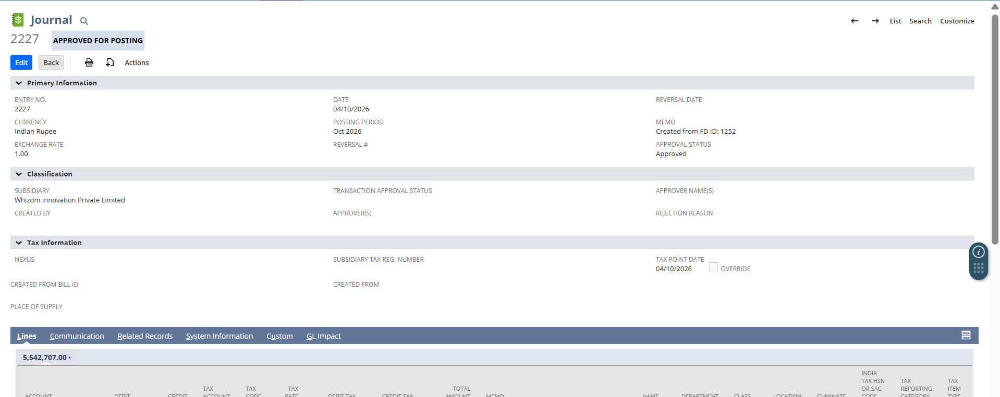 Journal
List Search Customize
2227 APPROVED FOR POSTING
Edit Back Actions
Primary Information
ENTRY NO. DATE REVERSAL DATE
2227 04/10/2026
CURRENCY POSTING PERIOD MEMO
Indian Rupee Oct 2026 Created from FD ID: 1252
EXCHANGE RATE REVERSAL # APPROVAL STATUS
1.00 Approved
Classification
SUBSIDIARY TRANSACTION APPROVAL STATUS APPROVER NAME(S)
Whizdm Innovation Private Limited
CREATED BY APPROVER(S) REJECTION REASON
Tax Information
NEXUS SUBSIDIARY TAX REG. NUMBER TAX POINT DATE
04/10/2026 OVERRIDE
CREATED FROM BILL ID CREATED FROM
PLACE OF SUPPLY
Lines Communication Related Records System Information Custom GL Impact
5,542,707.00 •
INDIA
TAX HSN TAX TAX
TAX TAX TAX TOTAL OR SAC REPORTING ITEM
ACCOUNT DEBIT CREDIT ACCOUNT CODE RATE DEBIT TAX CREDIT TAX AMOUNT MEMO NAME DEPARTMENT CLASS LOCATION ELIMINATE CODE CATEGORY TYPE